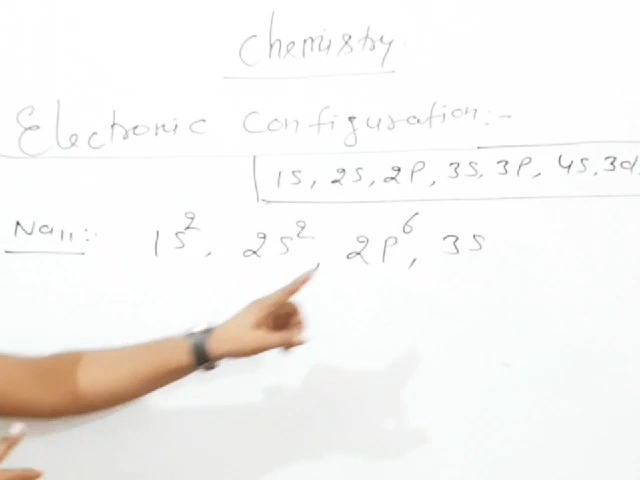 Chemistry
Electronic Configuration:-
1S, 2S, 2P, 3S, 3P, 4S, 3d,
Na11:- 1S², 2S², 2P⁶, 3S